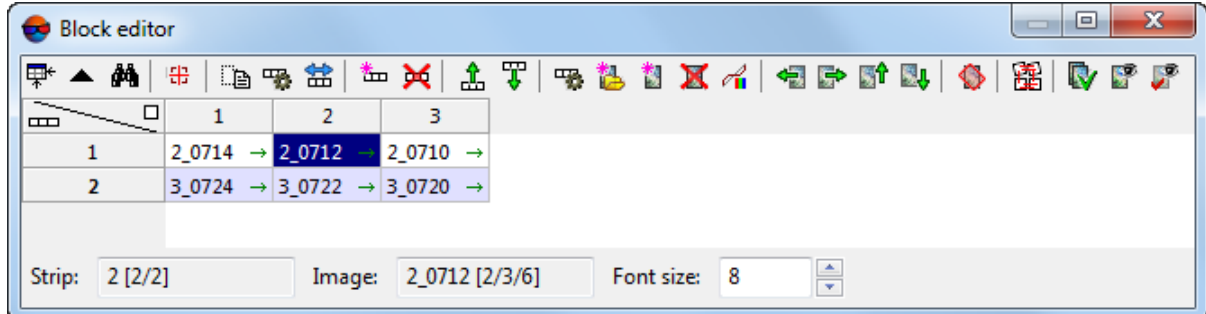 Block editor
1 2 3
1 2_0714 → 2_0712 → 2_0710 →
2 3_0724 → 3_0722 → 3_0720 →
Strip: 2 [2/2] Image: 2_0712 [2/3/6] Font size: 8